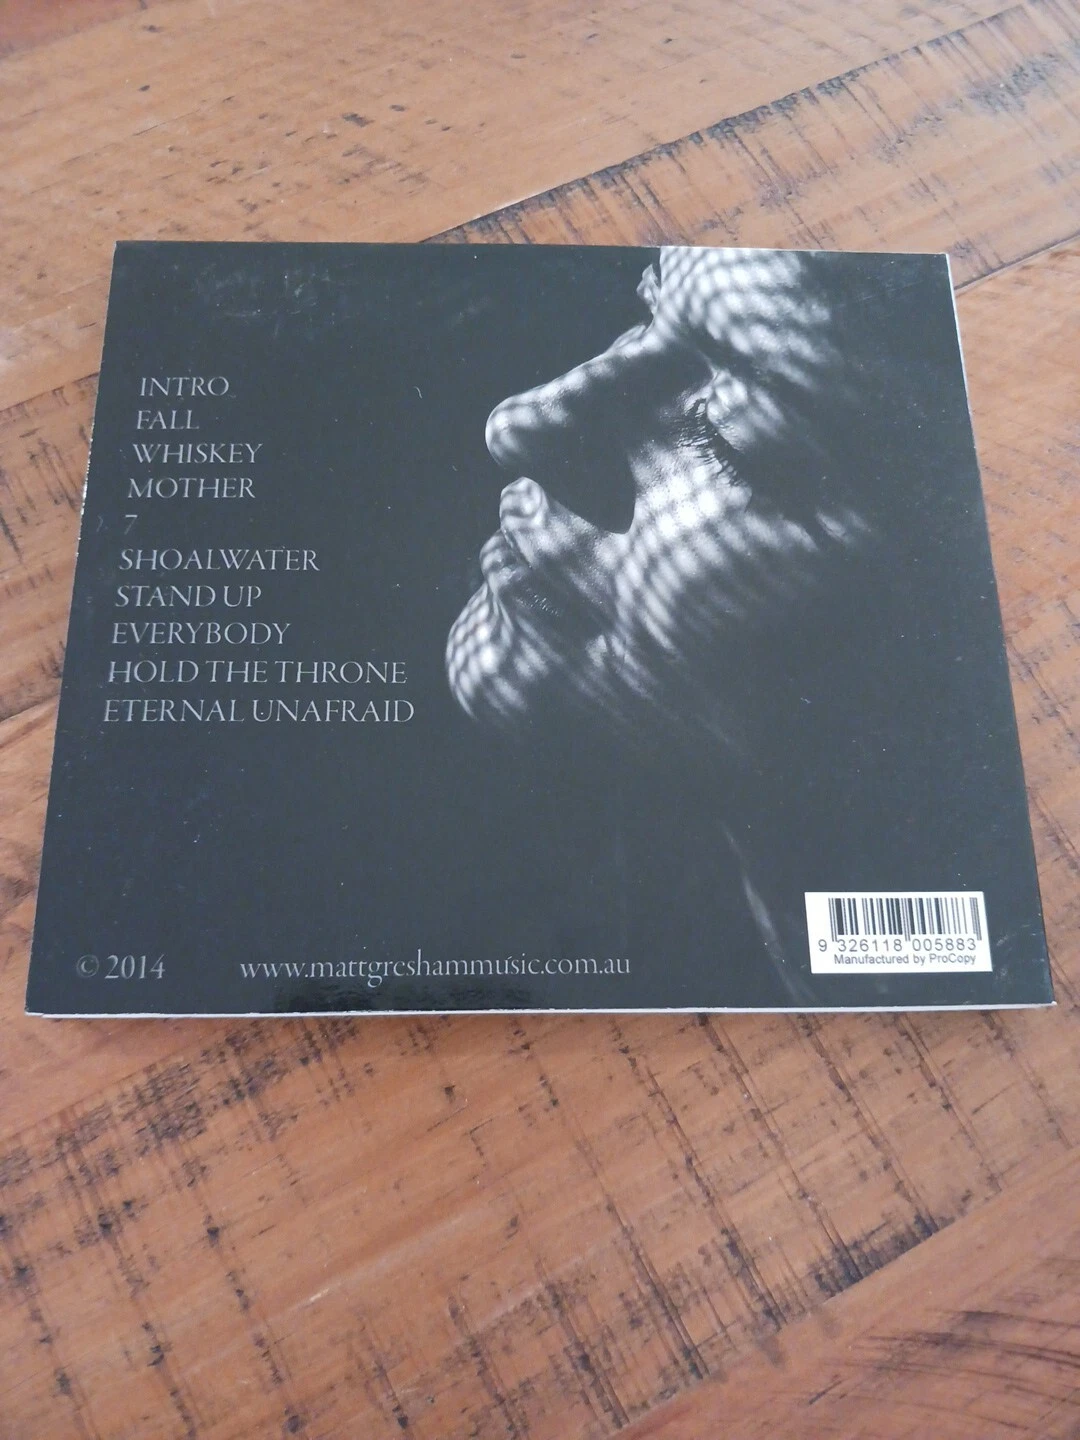 INTRO
FALL
WHISKEY
MOTHER
7
SHOALWATER
STAND UP
EVERYBODY
HOLD THE THRONE
ETERNAL UNAFRAID
© 2014
www.mattgreshammusic.com.au
9 326118 005883
Manufactured by ProCopy